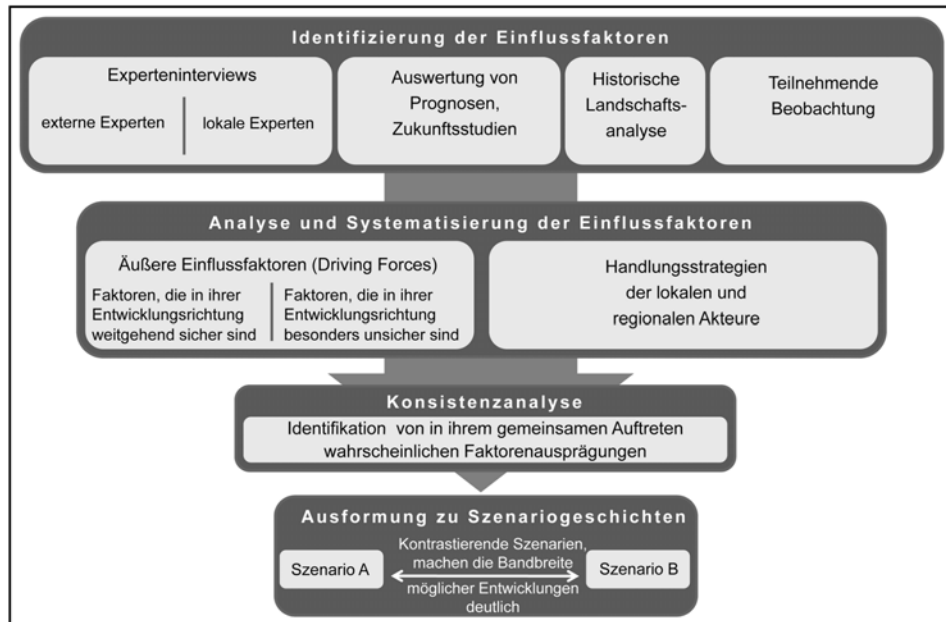 Identifizierung der Einflussfaktoren
Experteninterviews
externe Experten
lokale Experten
Auswertung von
Prognosen,
Zukunftsstudien
Historische
Landschafts-
analyse
Teilnehmende
Beobachtung
Analyse und Systematisierung der Einflussfaktoren
Äußere Einflussfaktoren (Driving Forces)
Faktoren, die in ihrer
Entwicklungsrichtung
weitgehend sicher sind
Faktoren, die in ihrer
Entwicklungsrichtung
besonders unsicher sind
Handlungsstrategien
der lokalen und
regionalen Akteure
Konsistenzanalyse
Identifikation von in ihrem gemeinsamen Auftreten
wahrscheinlichen Faktorenausprägungen
Ausformung zu Szenariogeschichten
Szenario A
Kontrastierende Szenarien,
machen die Bandbreite
möglicher Entwicklungen
deutlich
Szenario B